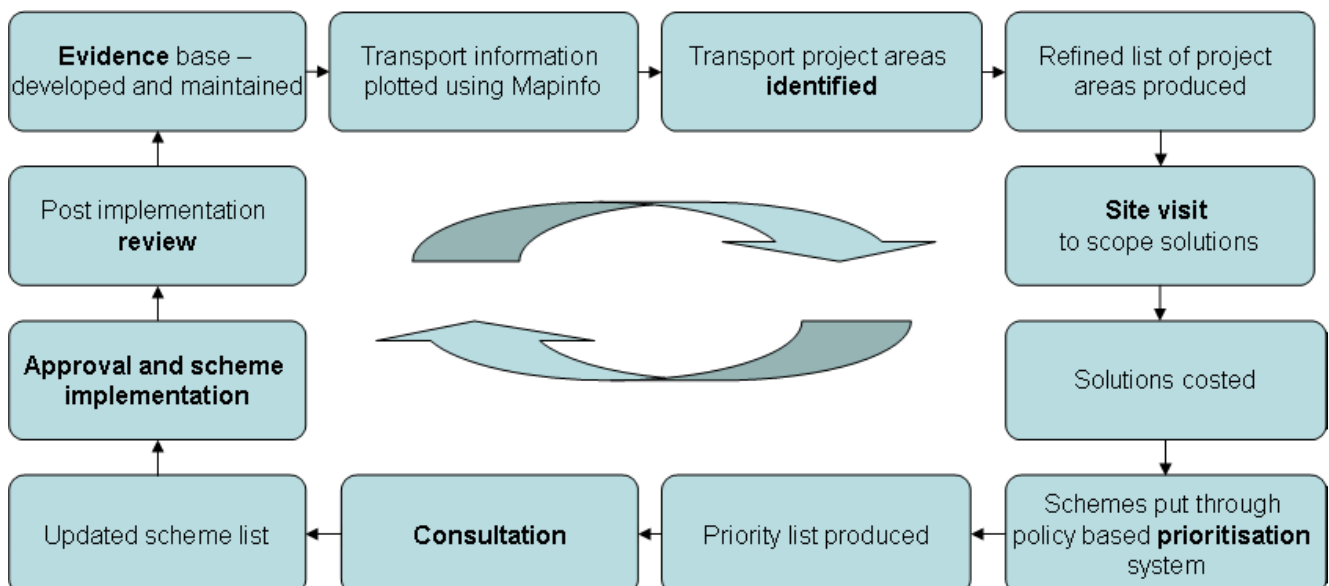 Evidence base –
developed and maintained
Transport information
plotted using Mapinfo
Transport project areas
identified
Refined list of project
areas produced
Site visit
to scope solutions
Solutions costed
Schemes put through
policy based prioritisation
system
Priority list produced
Consultation
Updated scheme list
Approval and scheme
implementation
Post implementation
review